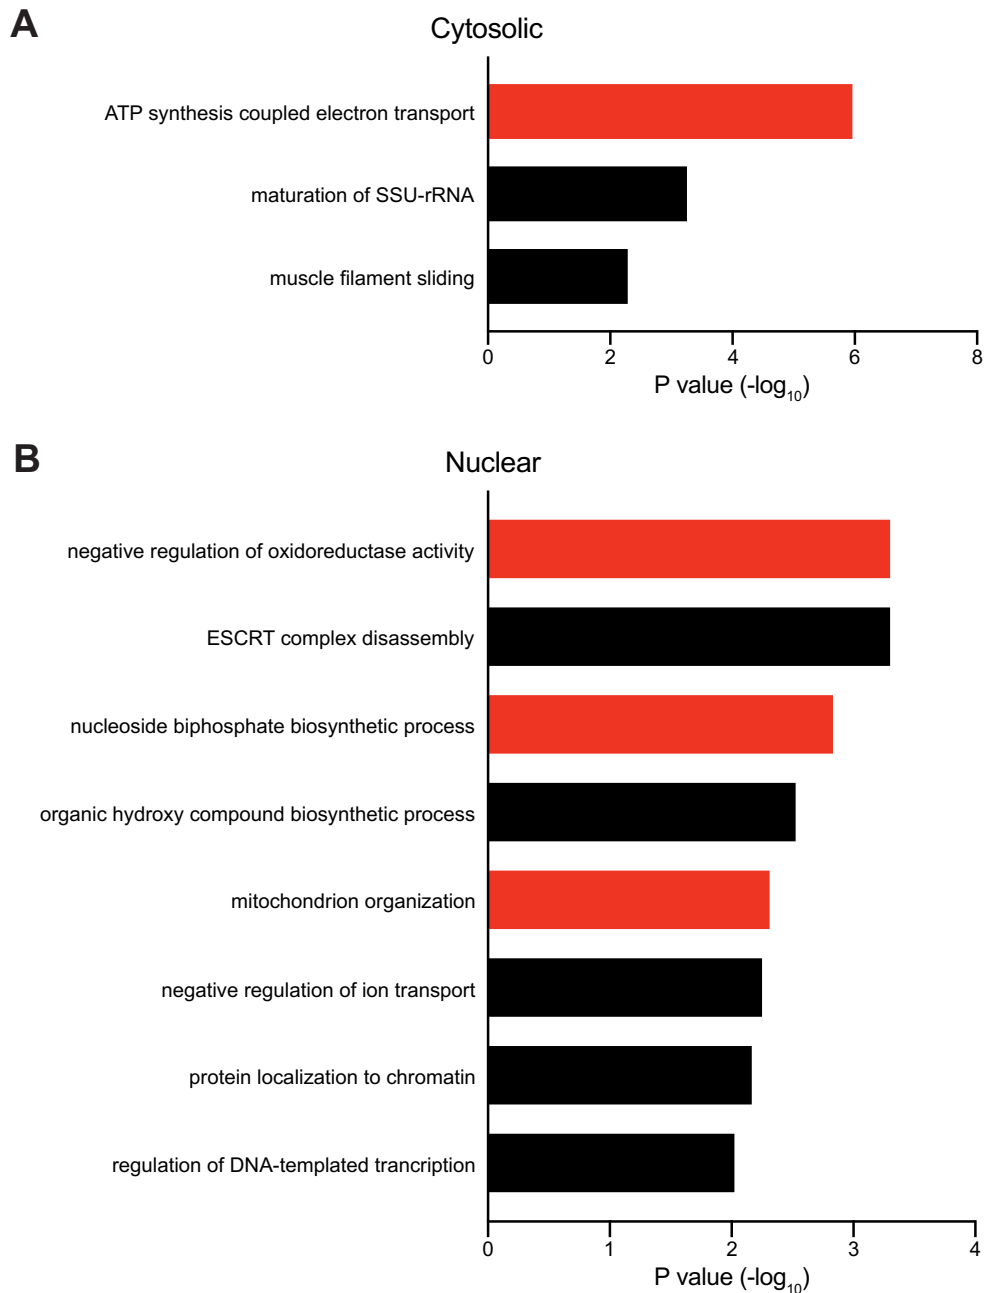 A
Cytosolic
ATP synthesis coupled electron transport
maturation of SSU-rRNA
muscle filament sliding
0 2 4 6 8
P value (-log10)
B
Nuclear
negative regulation of oxidoreductase activity
ESCRT complex disassembly
nucleoside biphosphate biosynthetic process
organic hydroxy compound biosynthetic process
mitochondrion organization
negative regulation of ion transport
protein localization to chromatin
regulation of DNA-templated trancription
0 1 2 3 4
P value (-log10)